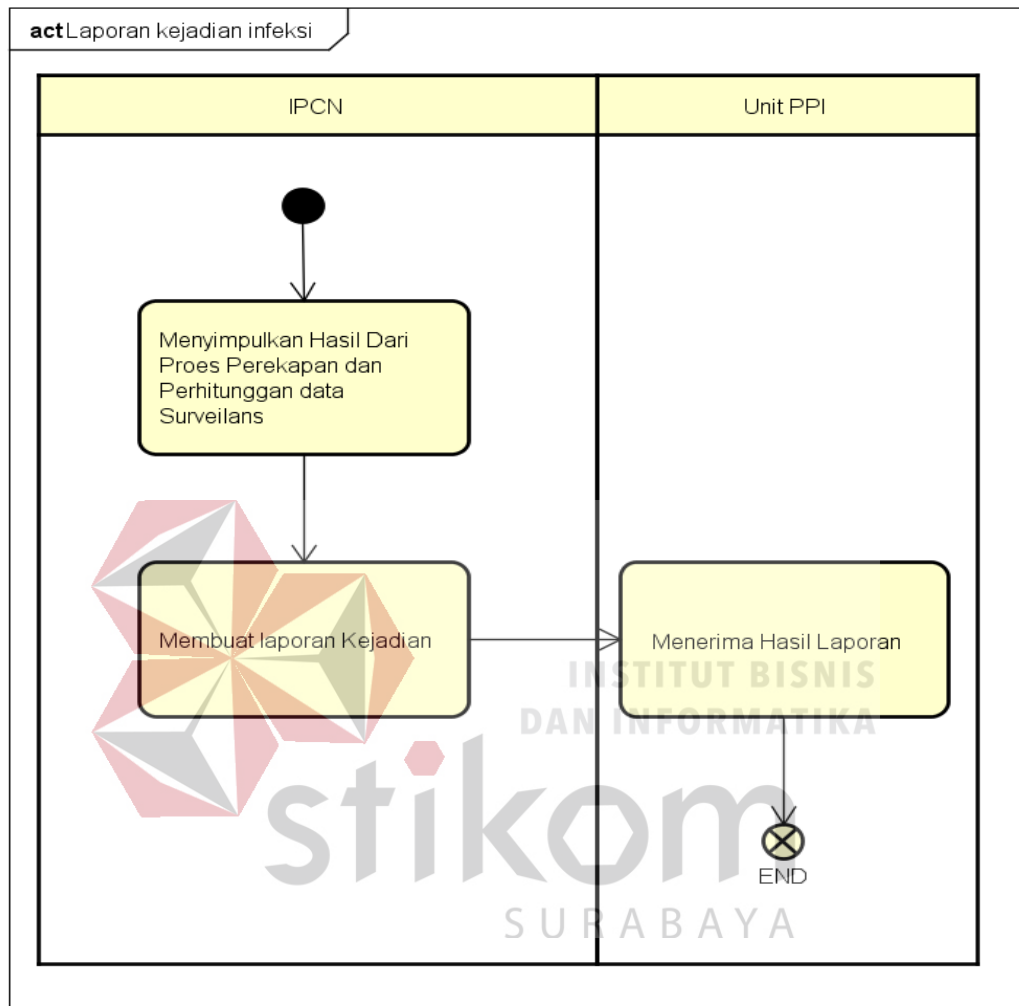 act Laporan kejadian infeksi
IPCN
Unit PPI
Menyimpulkan Hasil Dari
Proes Perekapan dan
Perhitunggan data
Surveilans
Membuat laporan Kejadian
Menerima Hasil Laporan
INSTITUT BISNIS
DAN INFORMATIKA
stikom
SURABAYA
END